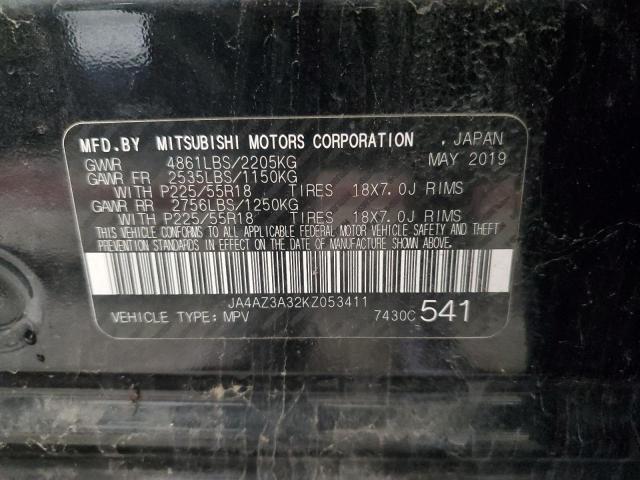 MFD.BY MITSUBISHI MOTORS CORPORATION , JAPAN
GVWR 4861LBS/2205KG MAY 2019
GAWR FR 2535LBS/1150KG
WITH P225/55R18 TIRES 18X7.0J RIMS
GAWR RR 2756LBS/1250KG
WITH P225/55R18 TIRES 18X7.0J RIMS
THIS VEHICLE CONFORMS TO ALL APPLICABLE FEDERAL MOTOR VEHICLE SAFETY AND THEFT
PREVENTION STANDARDS IN EFFECT ON THE DATE OF MANUFACTURE SHOWN ABOVE.
JA4AZ3A32KZ053411
VEHICLE TYPE: MPV 7430C 541